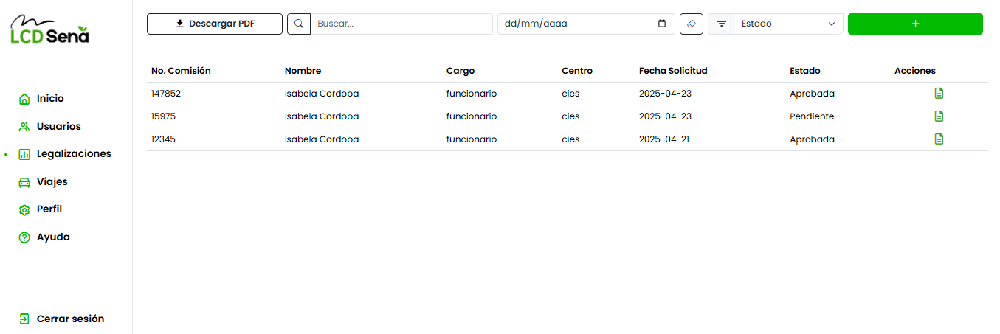 LCD Sena
Descargar PDF Buscar... dd/mm/aaaa Estado +
No. Comisión Nombre Cargo Centro Fecha Solicitud Estado Acciones
147852 Isabela Cordoba funcionario cies 2025-04-23 Aprobada
15975 Isabela Cordoba funcionario cies 2025-04-23 Pendiente
12345 Isabela Cordoba funcionario cies 2025-04-21 Aprobada
Inicio
Usuarios
Legalizaciones
Viajes
Perfil
Ayuda
Cerrar sesión